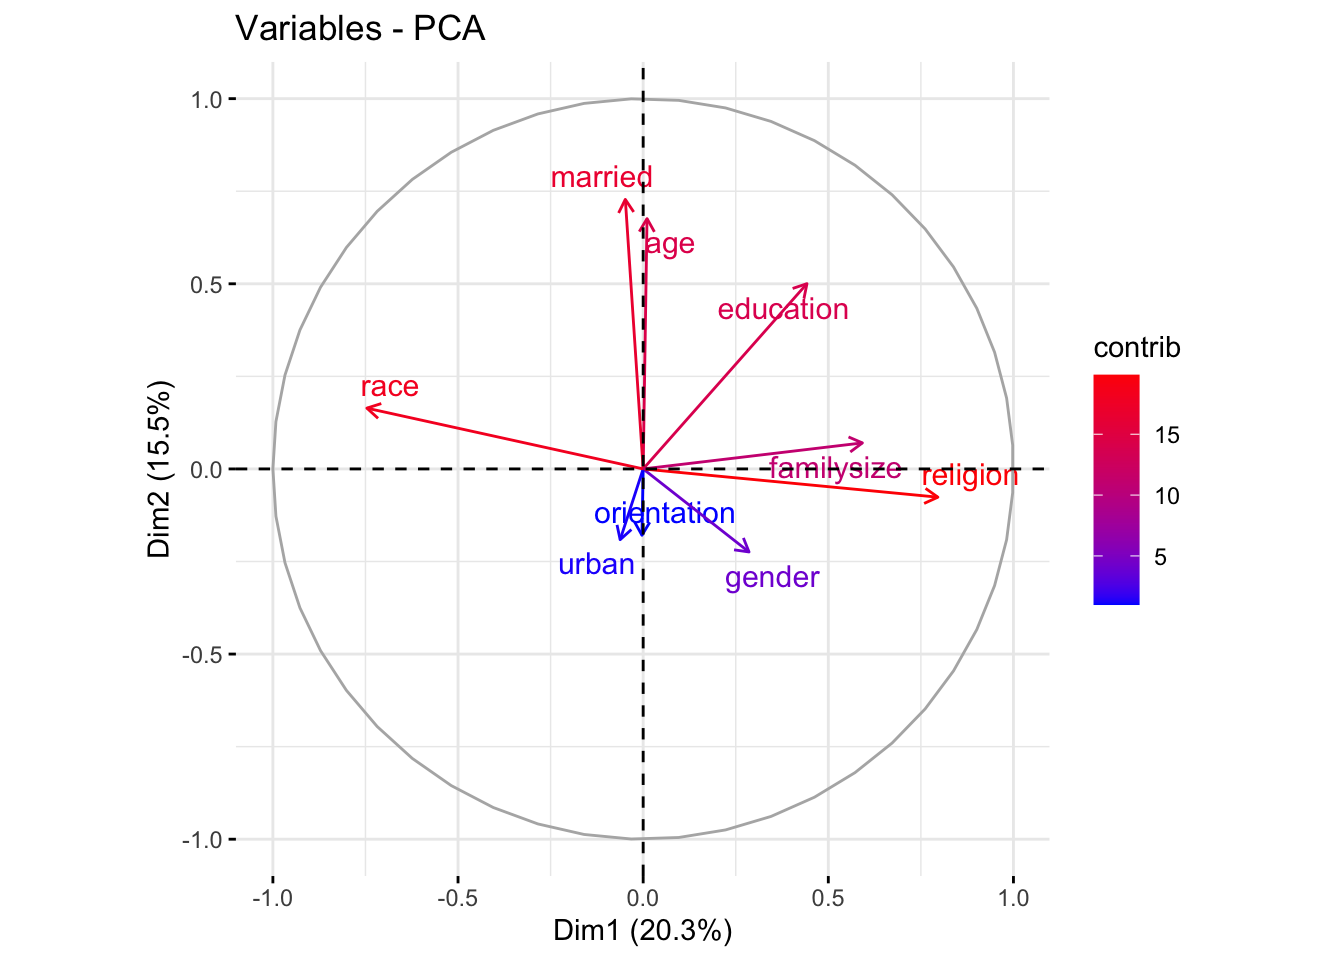 Variables - PCA
1.0
0.5
0.0
-0.5
-1.0
Dim2 (15.5%)
married
age
education
race
familysize
religion
orientation
urban
gender
-1.0
-0.5
0.0
0.5
1.0
Dim1 (20.3%)
contrib
15
10
5